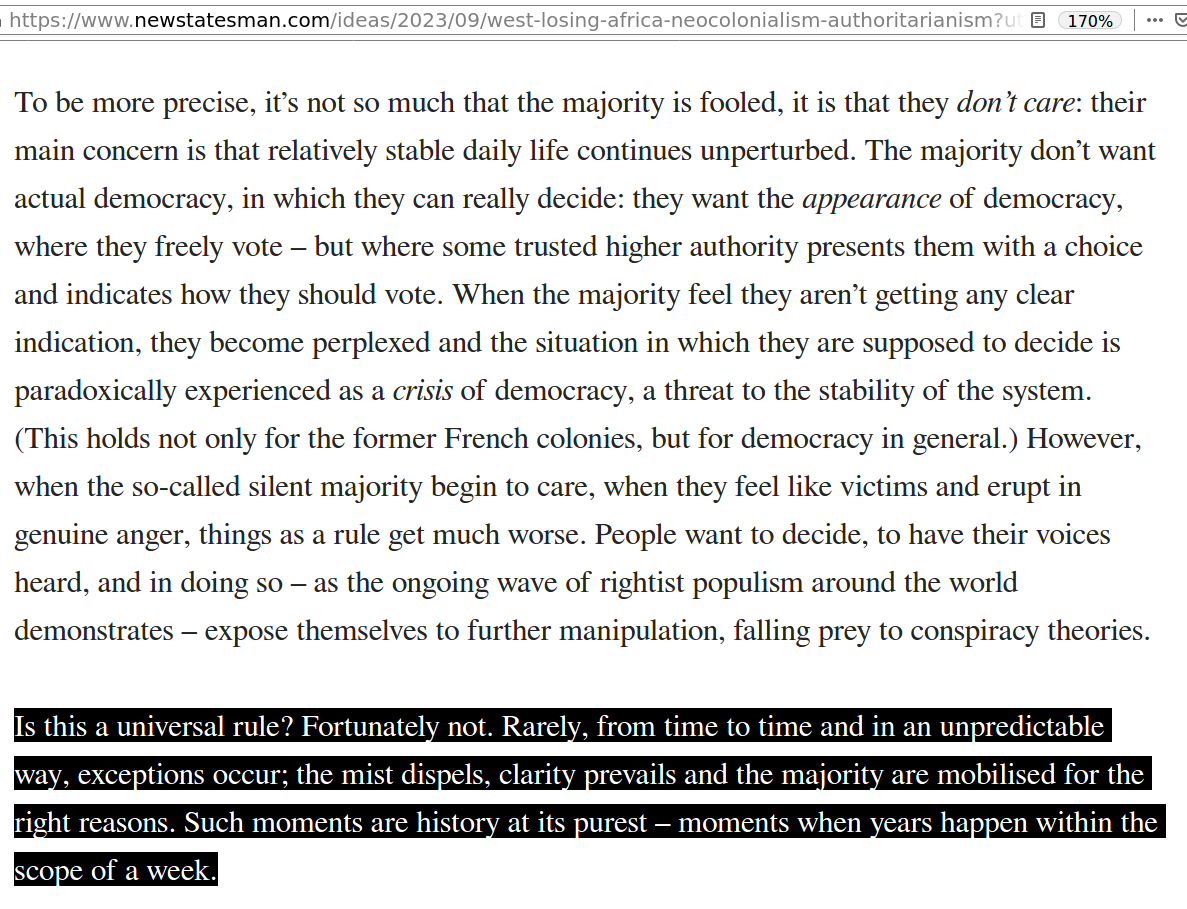 https://www.newstatesman.com/ideas/2023/09/west-losing-africa-neocolonialism-authoritarianism?ut 170%
To be more precise, it’s not so much that the majority is fooled, it is that they don’t care: their
main concern is that relatively stable daily life continues unperturbed. The majority don’t want
actual democracy, in which they can really decide: they want the appearance of democracy,
where they freely vote – but where some trusted higher authority presents them with a choice
and indicates how they should vote. When the majority feel they aren’t getting any clear
indication, they become perplexed and the situation in which they are supposed to decide is
paradoxically experienced as a crisis of democracy, a threat to the stability of the system.
(This holds not only for the former French colonies, but for democracy in general.) However,
when the so-called silent majority begin to care, when they feel like victims and erupt in
genuine anger, things as a rule get much worse. People want to decide, to have their voices
heard, and in doing so – as the ongoing wave of rightist populism around the world
demonstrates – expose themselves to further manipulation, falling prey to conspiracy theories.
Is this a universal rule? Fortunately not. Rarely, from time to time and in an unpredictable
way, exceptions occur; the mist dispels, clarity prevails and the majority are mobilised for the
right reasons. Such moments are history at its purest – moments when years happen within the
scope of a week.